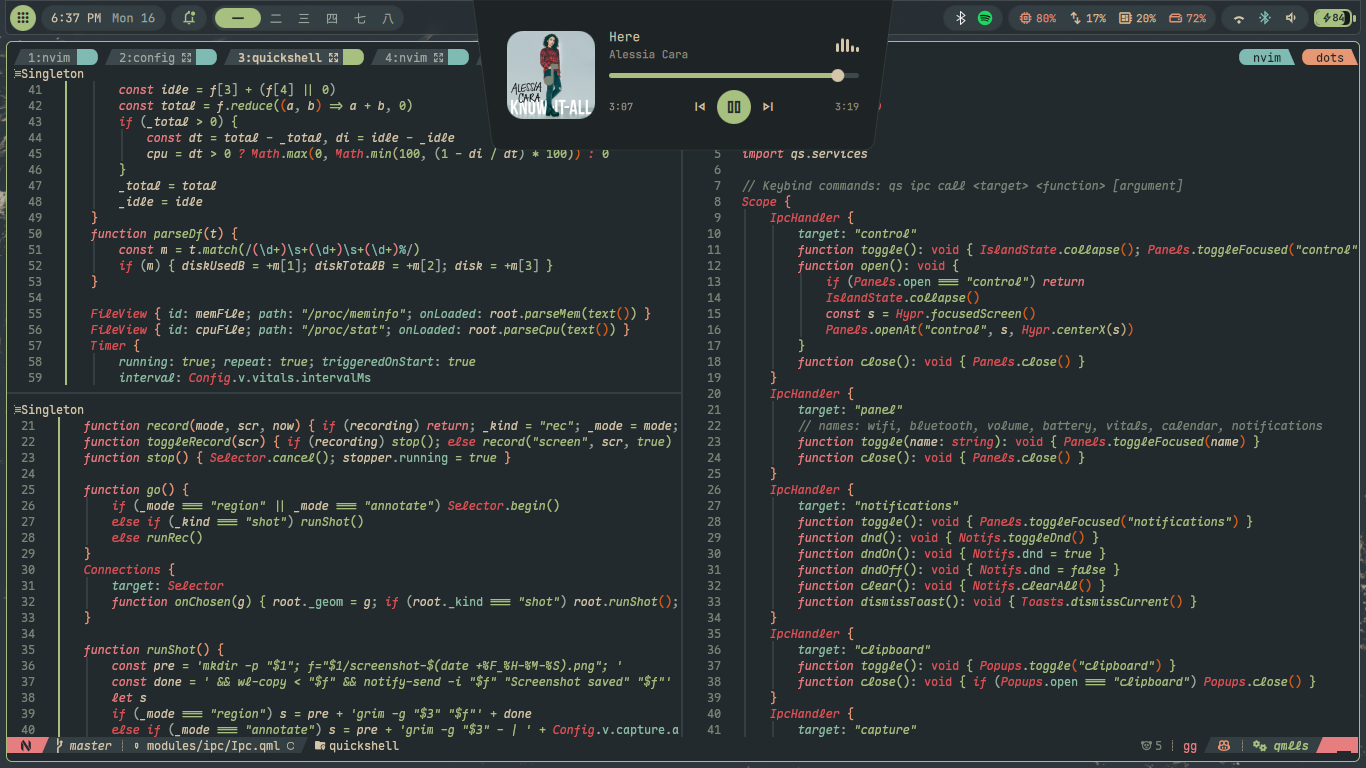 6:37 PM Mon 16
一 二 三 四 七 八
80% 17% 20% 72% 84
Here
Alessia Cara
ALESSIA CARA
KNOW-IT-ALL
3:07 3:19
1:nvim 2:config 3:quickshell 4:nvim nvim dots
Singleton
41 const idle = f[3] + (f[4] || 0)
42 const total = f.reduce((a, b) => a + b, 0)
43 if (_total > 0) {
44 const dt = total - _total, di = idle - _idle
45 cpu = dt > 0 ? Math.max(0, Math.min(100, (1 - di / dt) * 100)) : 0
46 }
47 _total = total
48 _idle = idle
49 }
50 function parseDf(t) {
51 const m = t.match(/(\d+)\s+(\d+)\s+(\d+)%/)
52 if (m) { diskUsedB = +m[1]; diskTotalB = +m[2]; disk = +m[3] }
53 }
54
55 FileView { id: memFile; path: "/proc/meminfo"; onLoaded: root.parseMem(text()) }
56 FileView { id: cpuFile; path: "/proc/stat"; onLoaded: root.parseCpu(text()) }
57 Timer {
58 running: true; repeat: true; triggeredOnStart: true
59 interval: Config.v.vitals.intervalMs
Singleton
21 function record(mode, scr, now) { if (recording) return; _kind = "rec"; _mode = mode;
22 function toggleRecord(scr) { if (recording) stop(); else record("screen", scr, true)
23 function stop() { Selector.cancel(); stopper.running = true }
24
25 function go() {
26 if (_mode === "region" || _mode === "annotate") Selector.begin()
27 else if (_kind === "shot") runShot()
28 else runRec()
29 }
30 Connections {
31 target: Selector
32 function onChosen(g) { root._geom = g; if (root._kind === "shot") root.runShot();
33 }
34
35 function runShot() {
36 const pre = 'mkdir -p "$1"; f="$1/screenshot-$(date +%F_%H-%M-%S).png"; '
37 const done = ' && wl-copy < "$f" && notify-send -i "$f" "Screenshot saved" "$f"'
38 let s
39 if (_mode === "region") s = pre + 'grim -g "$3" "$f"' + done
40 else if (_mode === "annotate") s = pre + 'grim -g "$3" - | ' + Config.v.capture.a
5 import qs.services
6
7 // Keybind commands: qs ipc call <target> <function> [argument]
8 Scope {
9 IpcHandler {
10 target: "control"
11 function toggle(): void { IslandState.collapse(); Panels.toggleFocused("control"
12 function open(): void {
13 if (Panels.open === "control") return
14 IslandState.collapse()
15 const s = Hypr.focusedScreen()
16 Panels.openAt("control", s, Hypr.centerX(s))
17 }
18 function close(): void { Panels.close() }
19 }
20 IpcHandler {
21 target: "panel"
22 // names: wifi, bluetooth, volume, battery, vitals, calendar, notifications
23 function toggle(name: string): void { Panels.toggleFocused(name) }
24 function close(): void { Panels.close() }
25 }
26 IpcHandler {
27 target: "notifications"
28 function toggle(): void { Panels.toggleFocused("notifications") }
29 function dnd(): void { Notifs.toggleDnd() }
30 function dndOn(): void { Notifs.dnd = true }
31 function dndOff(): void { Notifs.dnd = false }
32 function clear(): void { Notifs.clearAll() }
33 function dismissToast(): void { Toasts.dismissCurrent() }
34 }
35 IpcHandler {
36 target: "clipboard"
37 function toggle(): void { Popups.toggle("clipboard") }
38 function close(): void { if (Popups.open === "clipboard") Popups.close() }
39 }
40 IpcHandler {
41 target: "capture"
N master modules/ipc/Ipc.qml quickshell 5 gg qmlls